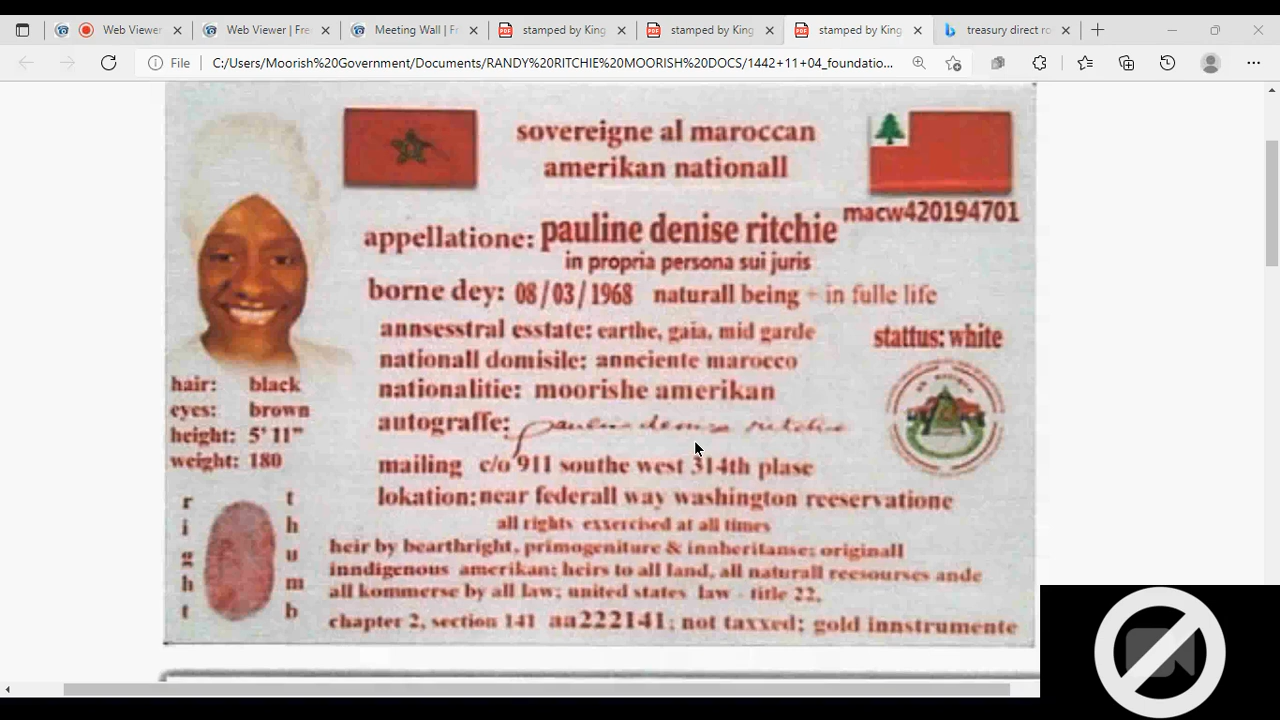 Web Viewer
Web Viewer | Fre
Meeting Wall | Fr
stamped by King
stamped by King
stamped by King
treasury direct ro
File
C:/Users/Moorish%20Government/Documents/RANDY%20RITCHIE%20MOORISH%20DOCS/1442+11+04_foundatio...
sovereigne al maroccan
amerikan nationall
macw420194701
appellatione: pauline denise ritchie
in propria persona sui juris
borne dey: 08/03/1968 naturall being - in fulle life
annsesstral esstate: earthe, gaia, mid garde
stattus: white
nationall domisile: annciente marocco
nationalitie: moorishe amerikan
hair: black
eyes: brown
height: 5' 11"
weight: 180
autograffe: pauline denise ritchie
mailing c/o 911 southe west 314th plase
lokation: near federall way washington reeservatione
all rights exxercised at all times
right
thumb
heir by bearthright, primogeniture & innheritanse; originall
inndigenous amerikan; heirs to all land, all naturall reesourses ande
all kommerse by all law; united states law - title 22,
chapter 2, section 141 aa222141; not taxxed; gold innstrumente